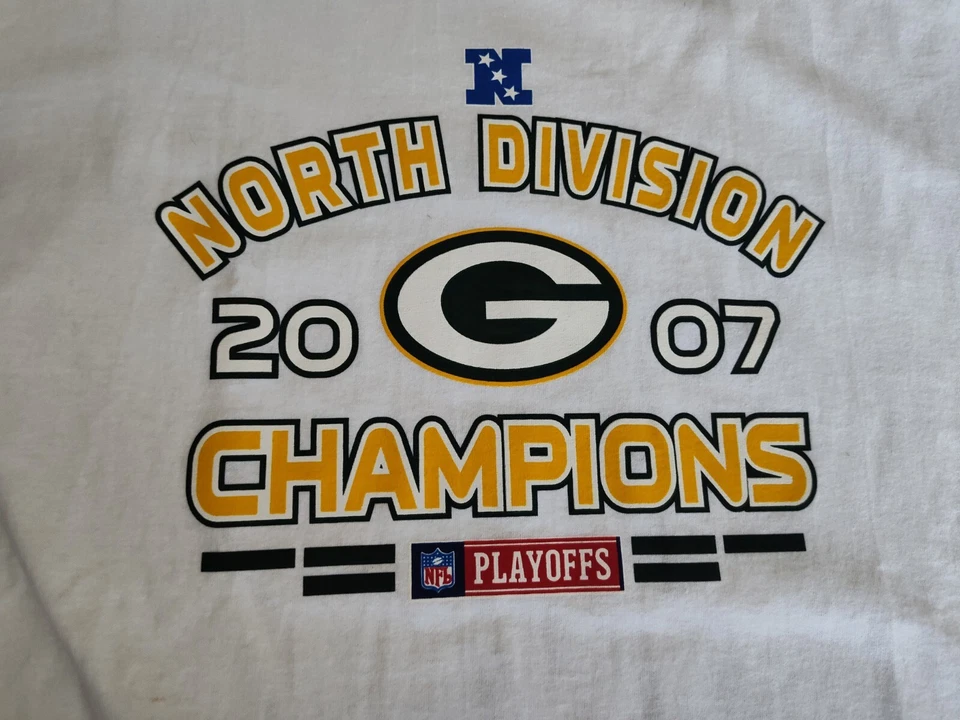 N
NORTH DIVISION
20 G 07
CHAMPIONS
NFL PLAYOFFS